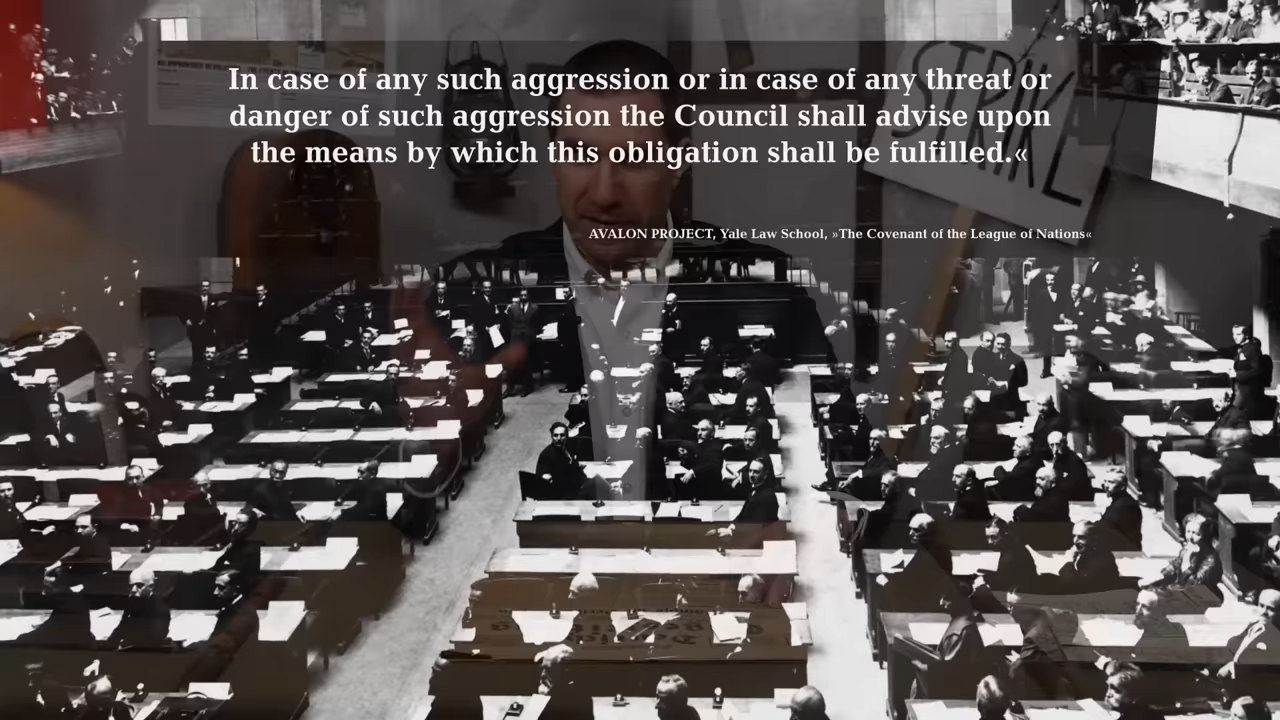 In case of any such aggression or in case of any threat or
danger of such aggression the Council shall advise upon
the means by which this obligation shall be fulfilled.«
AVALON PROJECT, Yale Law School, »The Covenant of the League of Nations«
STRIKE